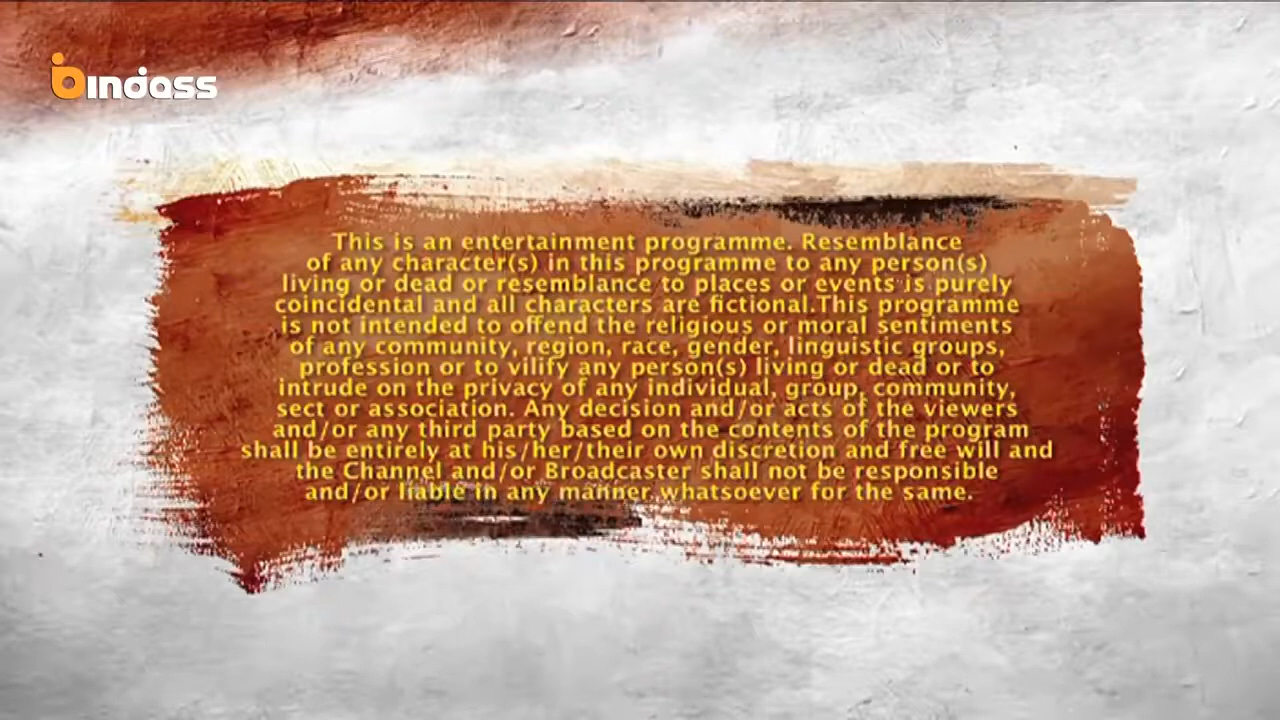 bindass
This is an entertainment programme. Resemblance
of any character(s) in this programme to any person(s)
living or dead or resemblance to places or events is purely
coincidental and all characters are fictional.This programme
is not intended to offend the religious or moral sentiments
of any community, region, race, gender, linguistic groups,
profession or to vilify any person(s) living or dead or to
intrude on the privacy of any individual, group, community,
sect or association. Any decision and/or acts of the viewers
and/or any third party based on the contents of the program
shall be entirely at his/her/their own discretion and free will and
the Channel and/or Broadcaster shall not be responsible
and/or liable in any manner whatsoever for the same.